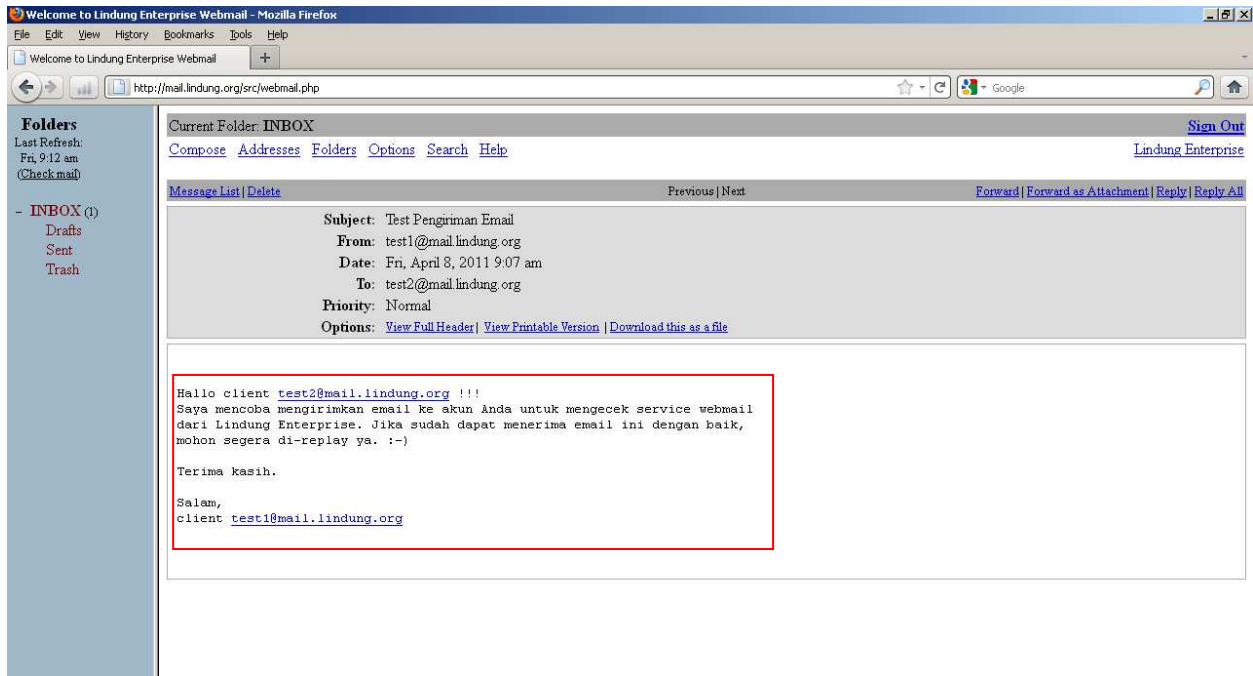 Welcome to Lindung Enterprise Webmail - Mozilla Firefox
File Edit View History Bookmarks Tools Help
Welcome to Lindung Enterprise Webmail +
http://mail.lindung.org/src/webmail.php Google
Folders
Last Refresh:
Fri, 9:12 am
(Check mail)
- INBOX (1)
Drafts
Sent
Trash
Current Folder: INBOX Sign Out
Compose Addresses Folders Options Search Help Lindung Enterprise
Message List | Delete Previous | Next Forward | Forward as Attachment | Reply | Reply All
Subject: Test Pengiriman Email
From: test1@mail.lindung.org
Date: Fri, April 8, 2011 9:07 am
To: test2@mail.lindung.org
Priority: Normal
Options: View Full Header | View Printable Version | Download this as a file
Hallo client test2@mail.lindung.org !!!
Saya mencoba mengirimkan email ke akun Anda untuk mengecek service webmail
dari Lindung Enterprise. Jika sudah dapat menerima email ini dengan baik,
mohon segera di-replay ya. :-)
Terima kasih.
Salam,
client test1@mail.lindung.org